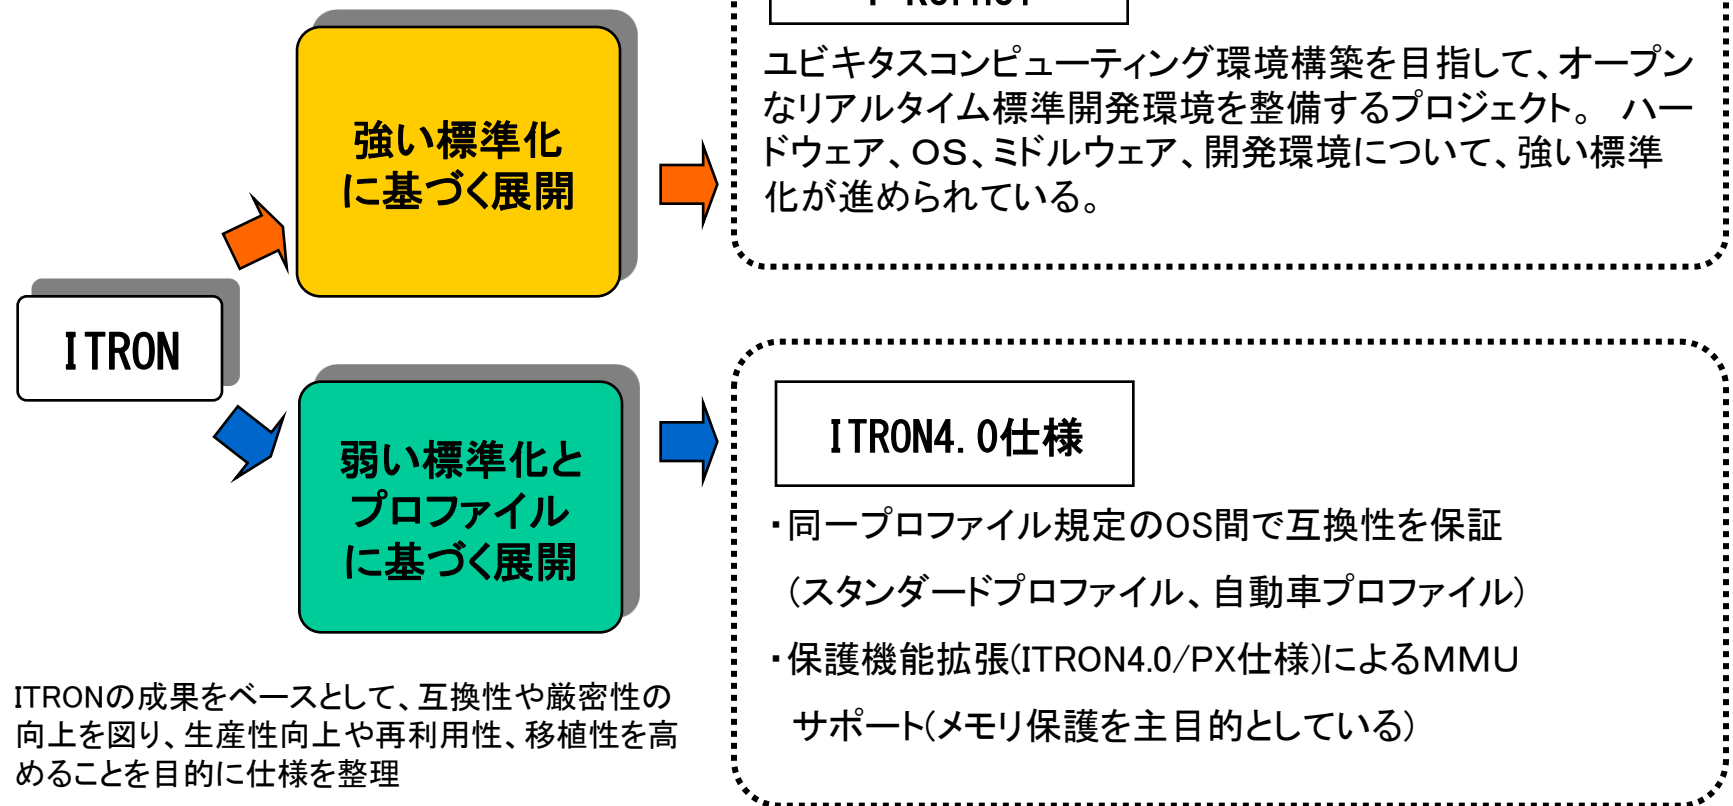 ユビキタスコンピューティング環境構築を目指して、オープン
なリアルタイム標準開発環境を整備するプロジェクト。 ハー
ドウェア、OS、ミドルウェア、開発環境について、強い標準
化が進められている。
強い標準化
に基づく展開
ITRON
弱い標準化と
プロファイル
に基づく展開
ITRON4.0仕様
・同一プロファイル規定のOS間で互換性を保証
(スタンダードプロファイル、自動車プロファイル)
・保護機能拡張(ITRON4.0/PX仕様)によるMMU
サポート(メモリ保護を主目的としている)
ITRONの成果をベースとして、互換性や厳密性の
向上を図り、生産性向上や再利用性、移植性を高
めることを目的に仕様を整理